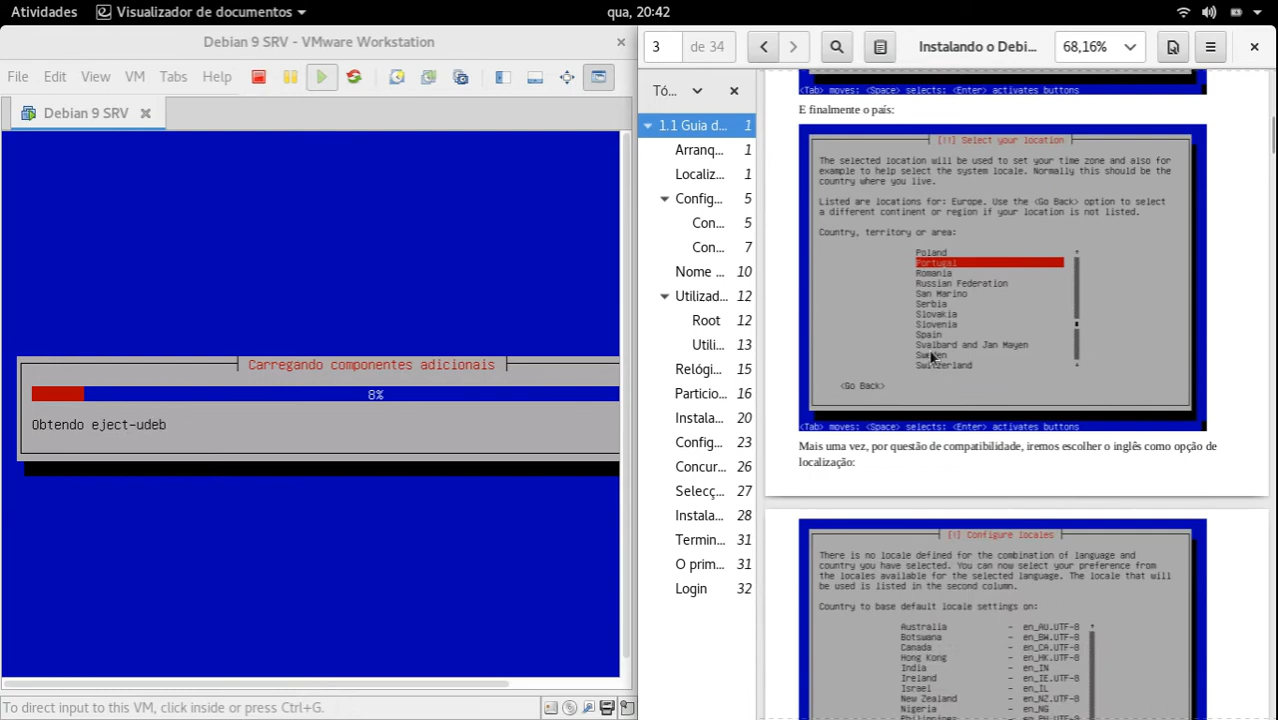 Atividades
Visualizador de documentos
qua, 20:42
Debian 9 SRV - VMware Workstation
File Edit View VM Tabs Help
Debian 9 SRV
Carregando componentes adicionais
8%
Obtendo eject-udeb
To direct input to this VM, click inside or press Ctrl+G.
3 de 34
Instalando o Debi...
68,16%
Tó...
1.1 Guia d... 1
Arranq... 1
Localiz... 1
Config... 5
Con... 5
Con... 7
Nome ... 10
Utilizad... 12
Root 12
Utili... 13
Relógi... 15
Particio... 16
Instala... 20
Config... 23
Concur... 26
Selecç... 27
Instala... 28
Termin... 31
O prim... 31
Login 32
<Tab> moves; <Space> selects; <Enter> activates buttons
E finalmente o país:
[!!] Select your location
The selected location will be used to set your time zone and also for
example to help select the system locale. Normally this should be the
country where you live.
Listed are locations for: Europe. Use the <Go Back> option to select
a different continent or region if your location is not listed.
Country, territory or area:
Poland
Portugal
Romania
Russian Federation
San Marino
Serbia
Slovakia
Slovenia
Spain
Svalbard and Jan Mayen
Sweden
Switzerland
<Go Back>
<Tab> moves; <Space> selects; <Enter> activates buttons
Mais uma vez, por questão de compatibilidade, iremos escolher o inglês como opção de
localização:
[!] Configure locales
There is no locale defined for the combination of language and
country you have selected. You can now select your preference from
the locales available for the selected language. The locale that will
be used is listed in the second column.
Country to base default locale settings on:
Australia - en_AU.UTF-8
Botswana - en_BW.UTF-8
Canada - en_CA.UTF-8
Hong Kong - en_HK.UTF-8
India - en_IN
Ireland - en_IE.UTF-8
Israel - en_IL
New Zealand - en_NZ.UTF-8
Nigeria - en_NG